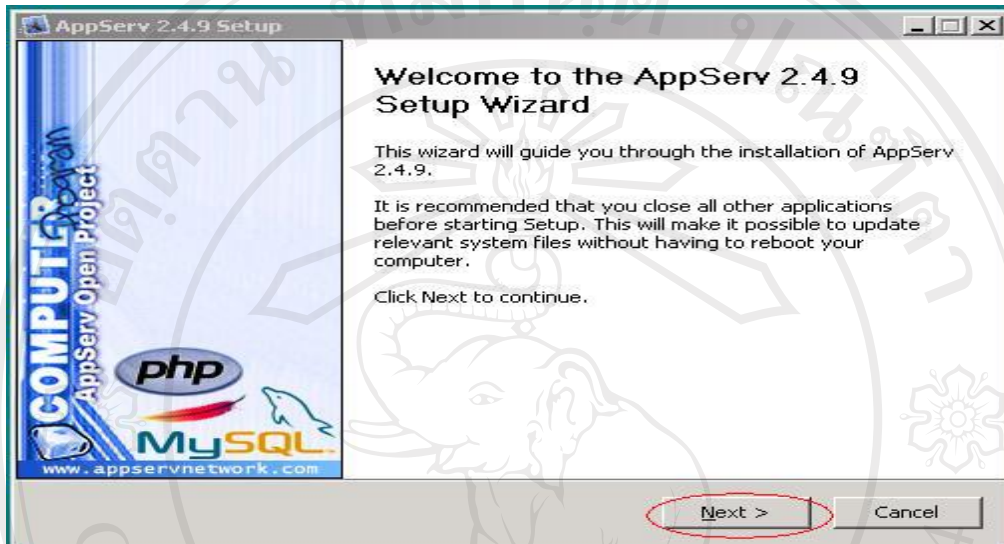 AppServ 2.4.9 Setup
Welcome to the AppServ 2.4.9
Setup Wizard
This wizard will guide you through the installation of AppServ
2.4.9.
It is recommended that you close all other applications
before starting Setup. This will make it possible to update
relevant system files without having to reboot your
computer.
Click Next to continue.
COMPUTER
Program
AppServ Open Project
php
MySQL
www.appservnetwork.com
Next >
Cancel